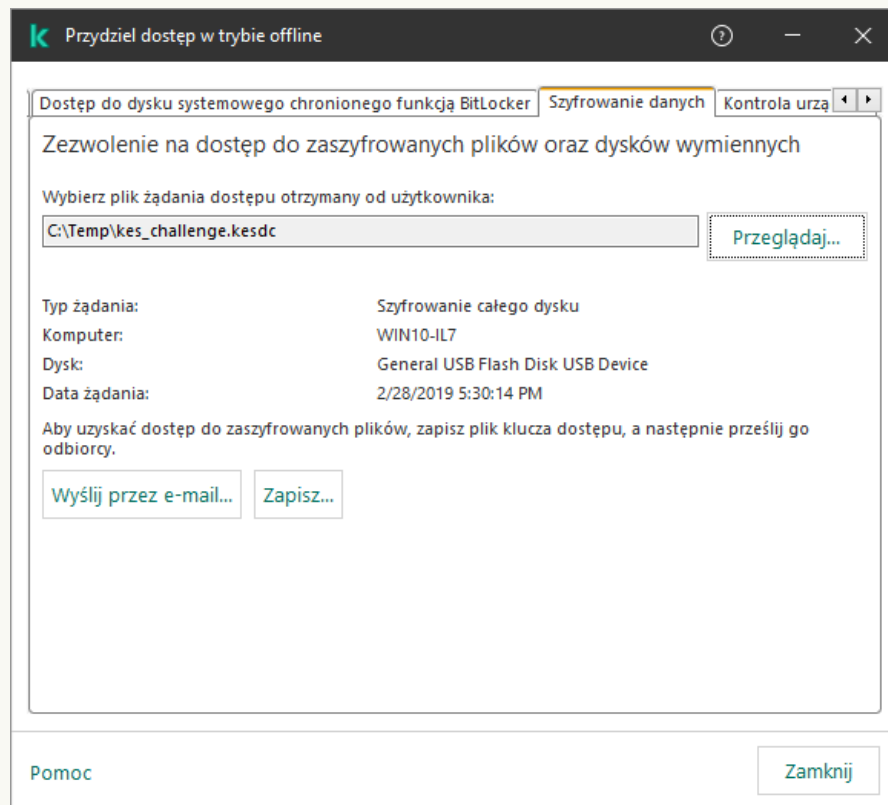 Przydziel dostęp w trybie offline
Dostęp do dysku systemowego chronionego funkcją BitLocker
Szyfrowanie danych
Kontrola urzą
Zezwolenie na dostęp do zaszyfrowanych plików oraz dysków wymiennych
Wybierz plik żądania dostępu otrzymany od użytkownika:
C:\Temp\kes_challenge.kesdc
Przeglądaj...
Typ żądania: Szyfrowanie całego dysku
Komputer: WIN10-IL7
Dysk: General USB Flash Disk USB Device
Data żądania: 2/28/2019 5:30:14 PM
Aby uzyskać dostęp do zaszyfrowanych plików, zapisz plik klucza dostępu, a następnie prześlij go
odbiorcy.
Wyślij przez e-mail... Zapisz...
Pomoc
Zamknij